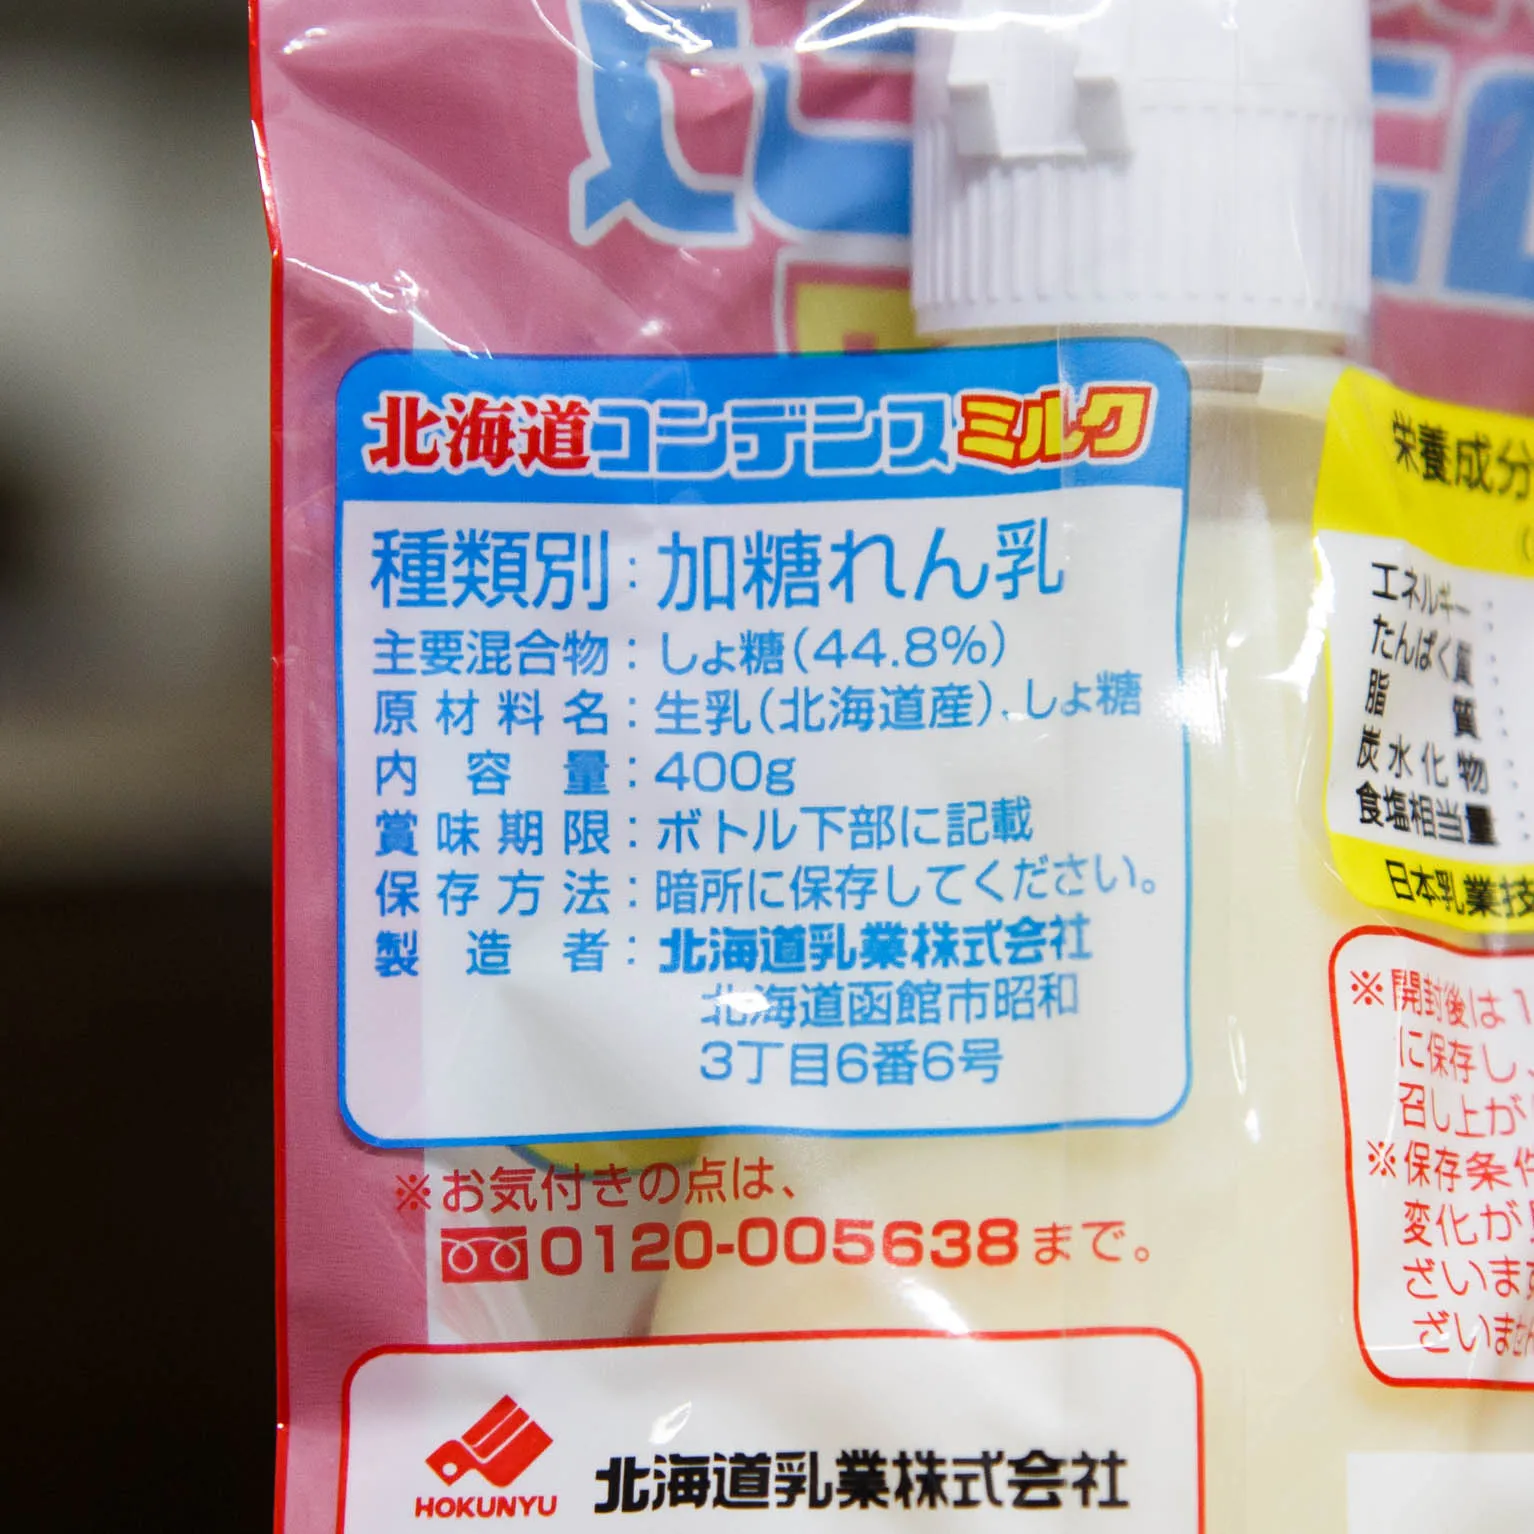 北海道コンデンスミルク
種類別：加糖れん乳
主要混合物：しょ糖(44.8%)
原材料名：生乳(北海道産)、しょ糖
内容量：400g
賞味期限：ボトル下部に記載
保存方法：暗所に保存してください。
製造者：北海道乳業株式会社
北海道函館市昭和
3丁目6番6号
※お気付きの点は、
0120-005638まで。
HOKUNYU
北海道乳業株式会社
栄養成分
エネルギー：
たんぱく質：
脂質：
炭水化物：
食塩相当量：
日本乳業技
※開封後は1
に保存し、
召し上が
※保存条件
変化が
ざいます
ざいません